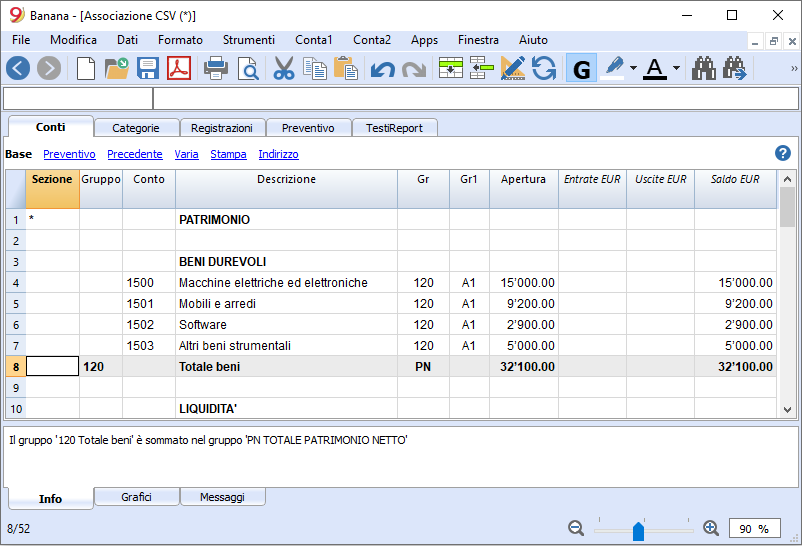 Banana - [Associazione CSV (*)]
File Modifica Dati Formato Strumenti Conta1 Conta2 Apps Finestra Aiuto
G A »
Conti Categorie Registrazioni Preventivo TestiReport
Base Preventivo Precedente Varia Stampa Indirizzo ?
Sezione Gruppo Conto Descrizione Gr Gr1 Apertura Entrate EUR Uscite EUR Saldo EUR
1 * PATRIMONIO
2
3 BENI DUREVOLI
4 1500 Macchine elettriche ed elettroniche 120 A1 15'000.00 15'000.00
5 1501 Mobili e arredi 120 A1 9'200.00 9'200.00
6 1502 Software 120 A1 2'900.00 2'900.00
7 1503 Altri beni strumentali 120 A1 5'000.00 5'000.00
8 120 Totale beni PN 32'100.00 32'100.00
9
10 LIQUIDITA'
Il gruppo '120 Totale beni' è sommato nel gruppo 'PN TOTALE PATRIMONIO NETTO'
Info Grafici Messaggi
8/52 90 %